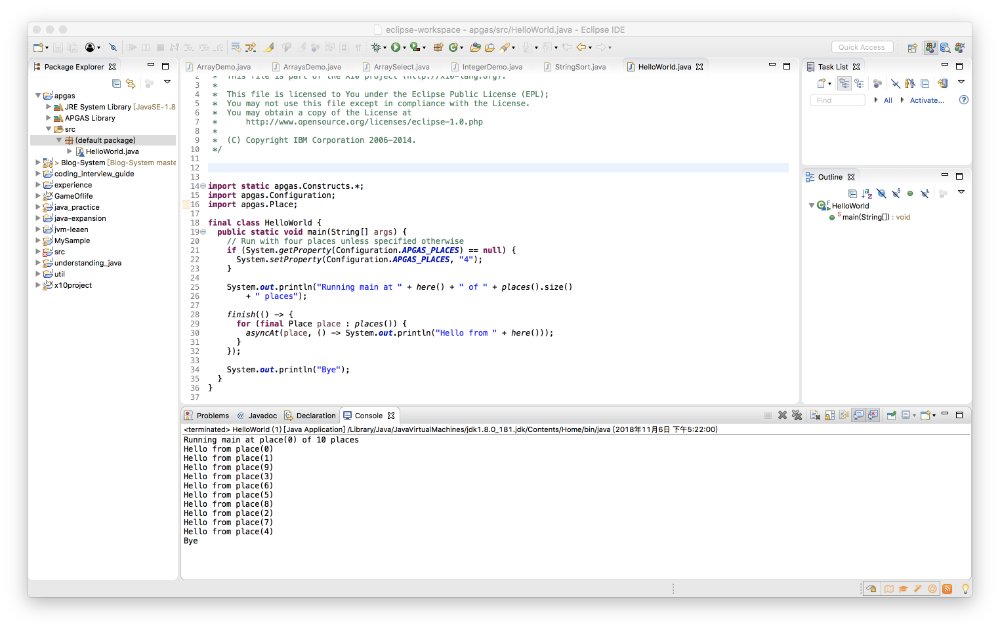 eclipse-workspace - apgas/src/HelloWorld.java - Eclipse IDE
Quick Access
Package Explorer
apgas
JRE System Library [JavaSE-1.8
APGAS Library
src
(default package)
HelloWorld.java
> Blog-System [Blog-System maste
coding_interview_guide
experience
GameOflife
java_practice
java-expansion
jvm-leaen
MySample
src
understanding_java
util
x10project
ArrayDemo.java
ArraysDemo.java
ArraySelect.java
IntegerDemo.java
StringSort.java
HelloWorld.java
2 * This file is part of the X10 project (http://x10-lang.org).
3 *
4 * This file is licensed to You under the Eclipse Public License (EPL);
5 * You may not use this file except in compliance with the License.
6 * You may obtain a copy of the License at
7 * http://www.opensource.org/licenses/eclipse-1.0.php
8 *
9 * (C) Copyright IBM Corporation 2006-2014.
10 */
11
12
13
14 import static apgas.Constructs.*;
15 import apgas.Configuration;
16 import apgas.Place;
17
18 final class HelloWorld {
19 public static void main(String[] args) {
20 // Run with four places unless specified otherwise
21 if (System.getProperty(Configuration.APGAS_PLACES) == null) {
22 System.setProperty(Configuration.APGAS_PLACES, "4");
23 }
24
25 System.out.println("Running main at " + here() + " of " + places().size()
26 + " places");
27
28 finish(() -> {
29 for (final Place place : places()) {
30 asyncAt(place, () -> System.out.println("Hello from " + here()));
31 }
32 });
33
34 System.out.println("Bye");
35 }
36 }
37
Task List
Find
All
Activate...
Outline
HelloWorld
main(String[]) : void
Problems
Javadoc
Declaration
Console
<terminated> HelloWorld (1) [Java Application] /Library/Java/JavaVirtualMachines/jdk1.8.0_181.jdk/Contents/Home/bin/java (2018年11月6日 下午5:22:00)
Running main at place(0) of 10 places
Hello from place(0)
Hello from place(1)
Hello from place(9)
Hello from place(3)
Hello from place(6)
Hello from place(5)
Hello from place(8)
Hello from place(2)
Hello from place(7)
Hello from place(4)
Bye